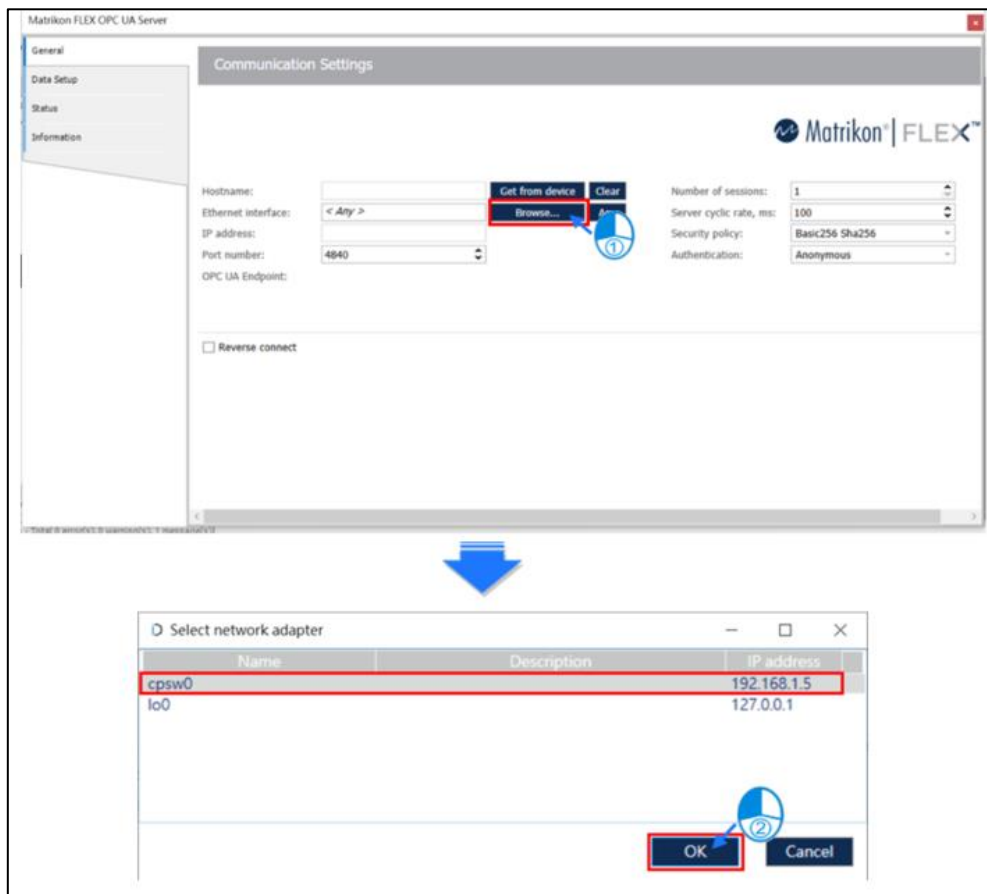 Matrikon FLEX OPC UA Server
General
Data Setup
Status
Information
Communication Settings
Matrikon® | FLEX™
Hostname:
Get from device
Clear
Number of sessions:
1
Ethernet interface:
< Any >
Browse...
Server cyclic rate, ms:
100
IP address:
Security policy:
Basic256 Sha256
Port number:
4840
Authentication:
Anonymous
OPC UA Endpoint:
①
Reverse connect
Select network adapter
Name Description IP address
cpsw0 192.168.1.5
lo0 127.0.0.1
②
OK
Cancel